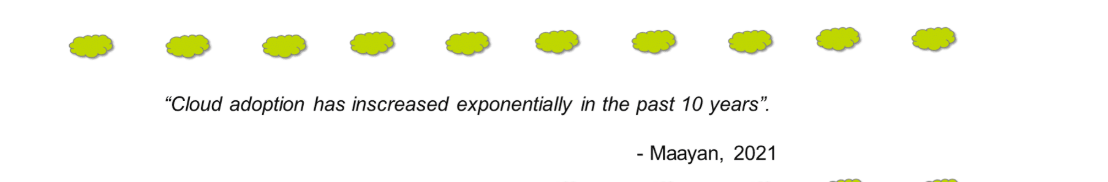 “Cloud adoption has inscreased exponentially in the past 10 years”.
- Maayan, 2021